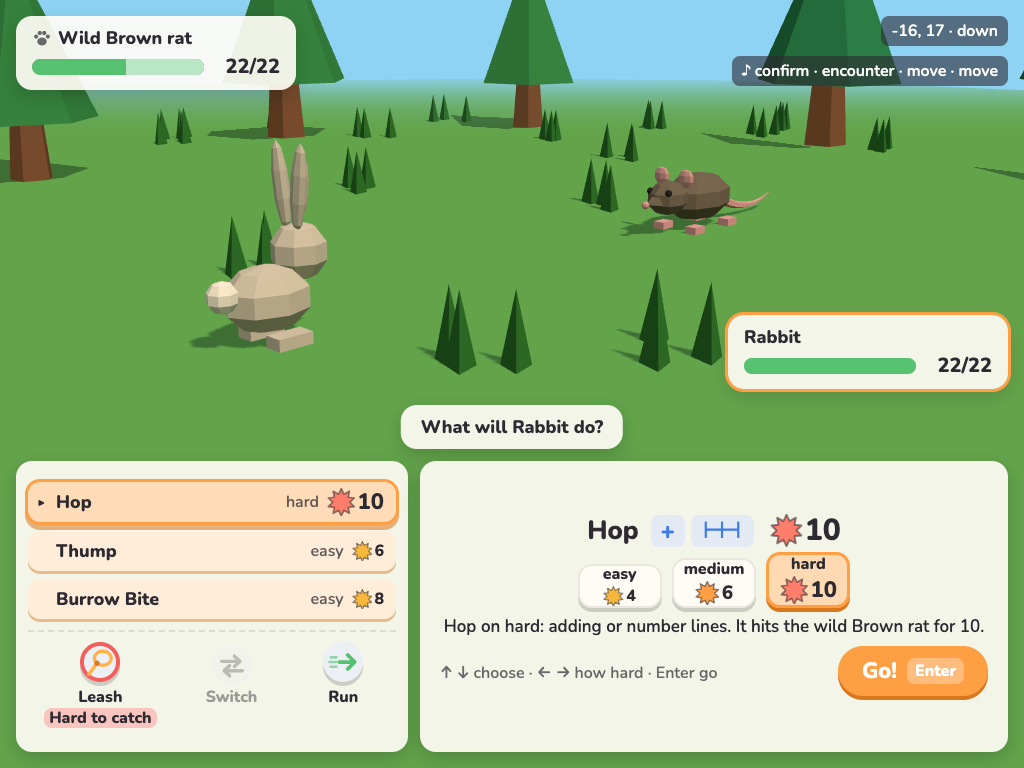 Wild Brown rat
22/22
-16, 17 · down
♪ confirm · encounter · move · move
Rabbit
22/22
What will Rabbit do?
▸ Hop hard 10
Thump easy 6
Burrow Bite easy 8
Leash
Hard to catch
Switch
Run
Hop + 10
easy
4
medium
6
hard
10
Hop on hard: adding or number lines. It hits the wild Brown rat for 10.
↑ ↓ choose · ← → how hard · Enter go
Go! Enter